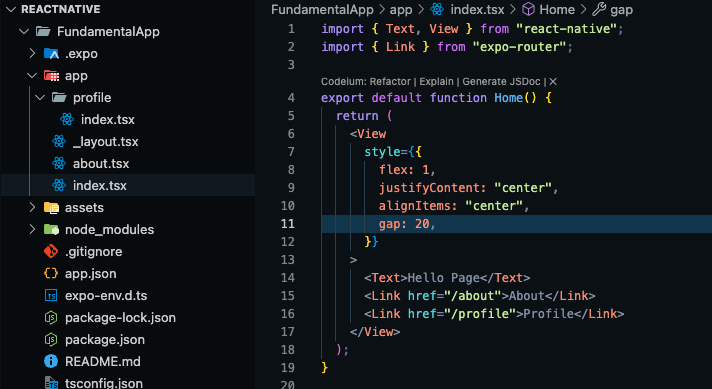 REACTNATIVE
FundamentalApp
.expo
app
profile
index.tsx
_layout.tsx
about.tsx
index.tsx
assets
node_modules
.gitignore
app.json
expo-env.d.ts
package-lock.json
package.json
README.md
tsconfig.json
FundamentalApp > app > index.tsx > Home > gap
1 import { Text, View } from "react-native";
2 import { Link } from "expo-router";
3
Codeium: Refactor | Explain | Generate JSDoc | X
4 export default function Home() {
5 return (
6 <View
7 style={{
8 flex: 1,
9 justifyContent: "center",
10 alignItems: "center",
11 gap: 20,
12 }}
13 >
14 <Text>Hello Page</Text>
15 <Link href="/about">About</Link>
16 <Link href="/profile">Profile</Link>
17 </View>
18 );
19 }
20